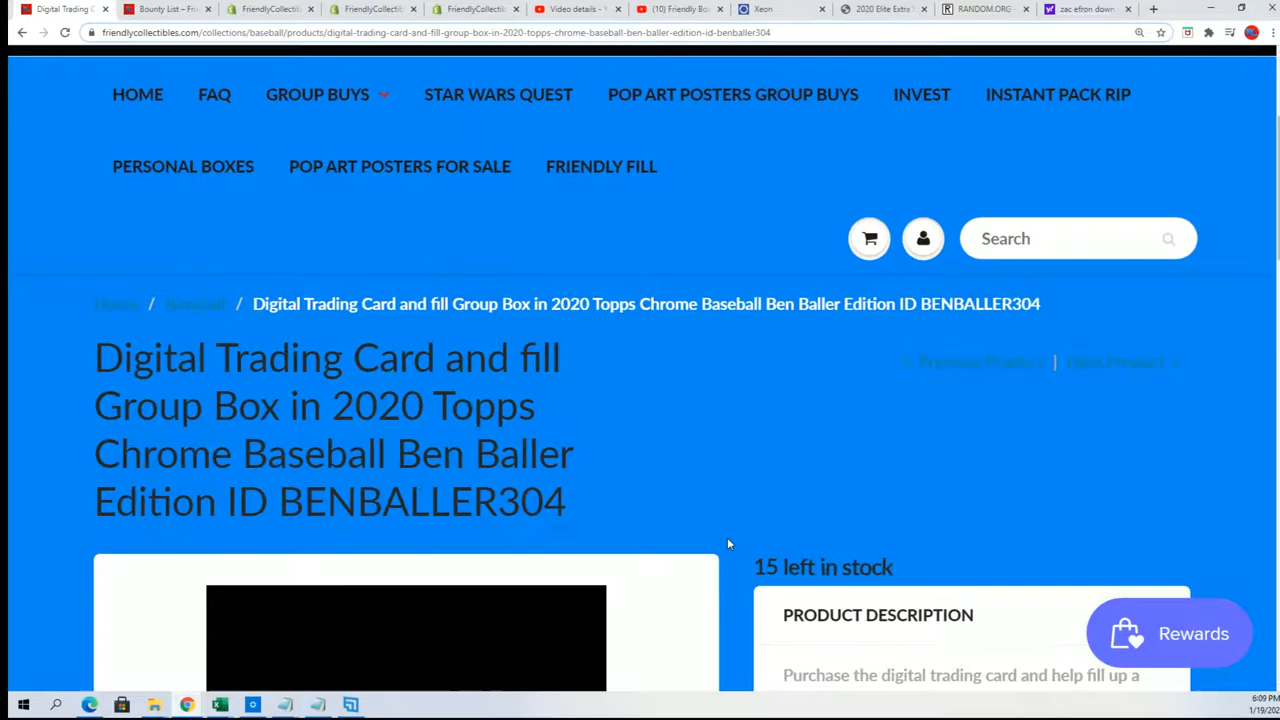 Digital Trading C
Bounty List – Fri
FriendlyCollectib
FriendlyCollectib
FriendlyCollectib
Video details - Y
(10) Friendly Bo
Xeon
2020 Elite Extra
RANDOM.ORG
zac efron down
friendlycollectibles.com/collections/baseball/products/digital-trading-card-and-fill-group-box-in-2020-topps-chrome-baseball-ben-baller-edition-id-benballer304
HOME FAQ GROUP BUYS STAR WARS QUEST POP ART POSTERS GROUP BUYS INVEST INSTANT PACK RIP
PERSONAL BOXES POP ART POSTERS FOR SALE FRIENDLY FILL
Search
Home / Baseball / Digital Trading Card and fill Group Box in 2020 Topps Chrome Baseball Ben Baller Edition ID BENBALLER304
Previous Product | Next Product
Digital Trading Card and fill
Group Box in 2020 Topps
Chrome Baseball Ben Baller
Edition ID BENBALLER304
15 left in stock
PRODUCT DESCRIPTION
Purchase the digital trading card and help fill up a
Rewards
6:09 PM
1/19/202